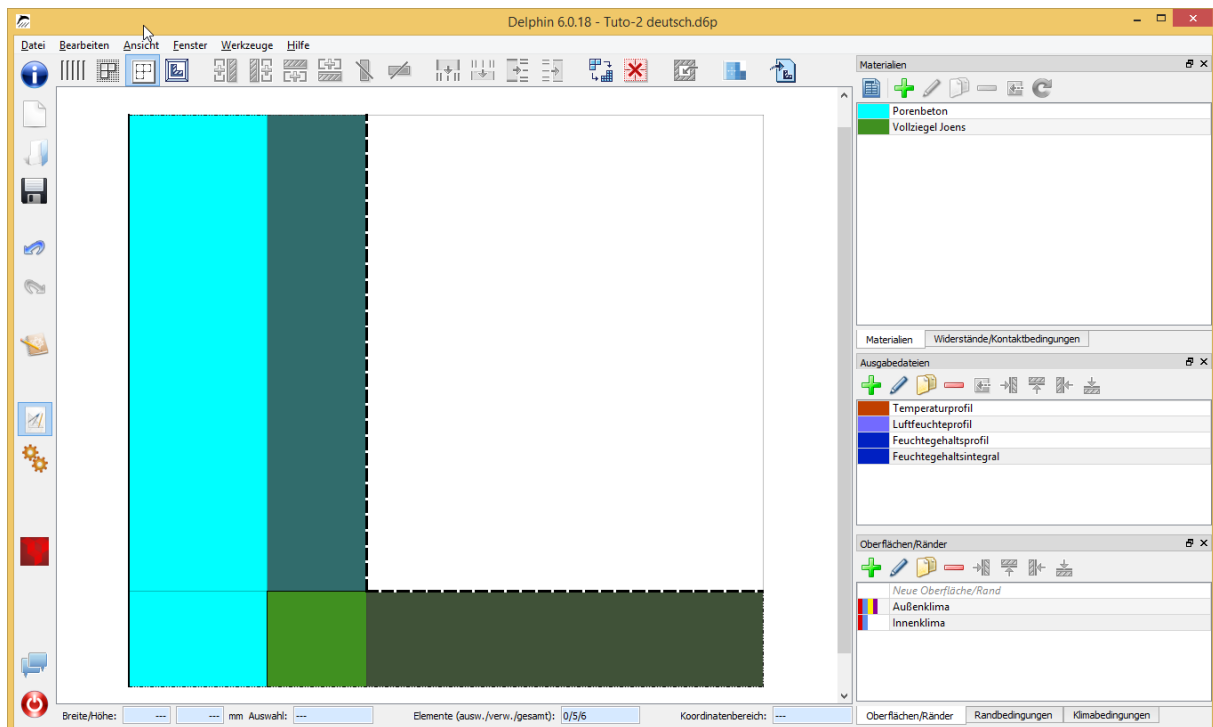 Delphin 6.0.18 - Tuto-2 deutsch.d6p
Datei Bearbeiten Ansicht Fenster Werkzeuge Hilfe
Materialien
Porenbeton
Vollziegel Joens
Materialien Widerstände/Kontaktbedingungen
Ausgabedateien
Temperaturprofil
Luftfeuchteprofil
Feuchtegehaltsprofil
Feuchtegehaltsintegral
Oberflächen/Ränder
Neue Oberfläche/Rand
Außenklima
Innenklima
Oberflächen/Ränder Randbedingungen Klimabedingungen
Breite/Höhe: --- --- mm Auswahl: --- Elemente (ausw./verw./gesamt): 0/5/6 Koordinatenbereich: ---